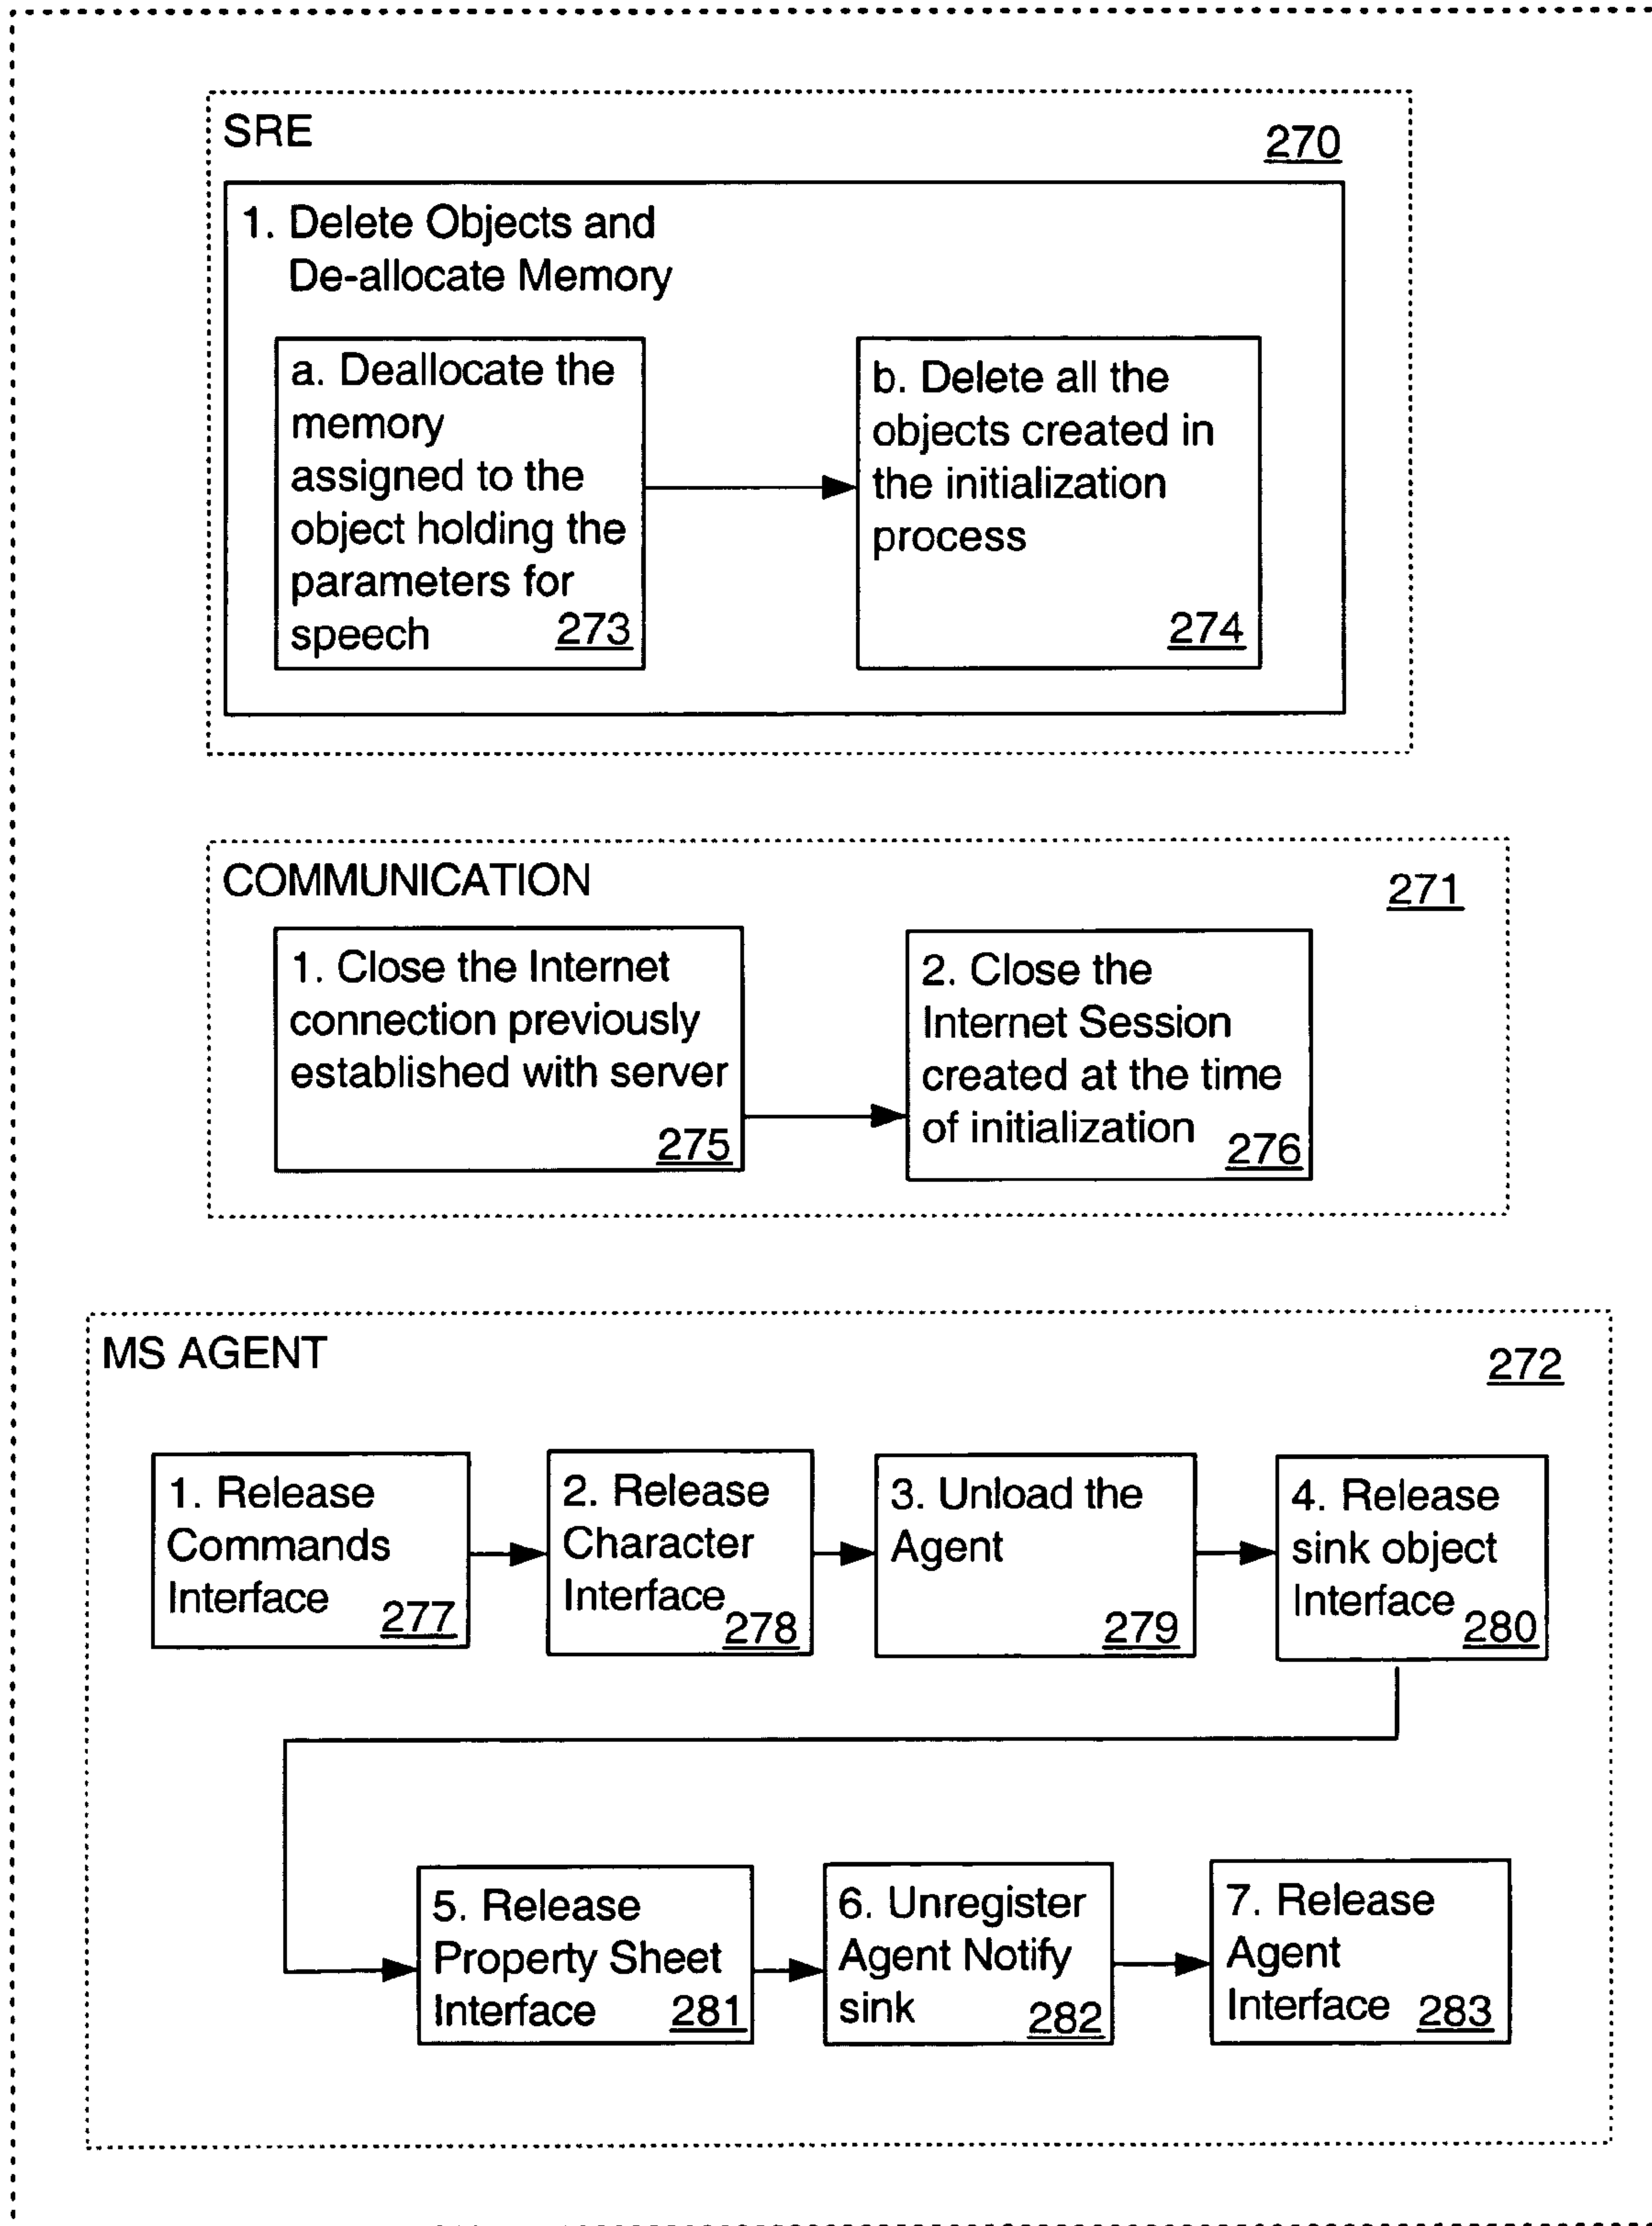 SRE
270
1. Delete Objects and
De-allocate Memory
a. Deallocate the
memory
assigned to the
object holding the
parameters for
speech 273
b. Delete all the
objects created in
the initialization
process
274
COMMUNICATION
271
1. Close the Internet
connection previously
established with server
275
2. Close the
Internet Session
created at the time
of initialization 276
MS AGENT
272
1. Release
Commands
Interface 277
2. Release
Character
Interface 278
3. Unload the
Agent
279
4. Release
sink object
Interface 280
5. Release
Property Sheet
Interface 281
6. Unregister
Agent Notify
sink 282
7. Release
Agent
Interface 283